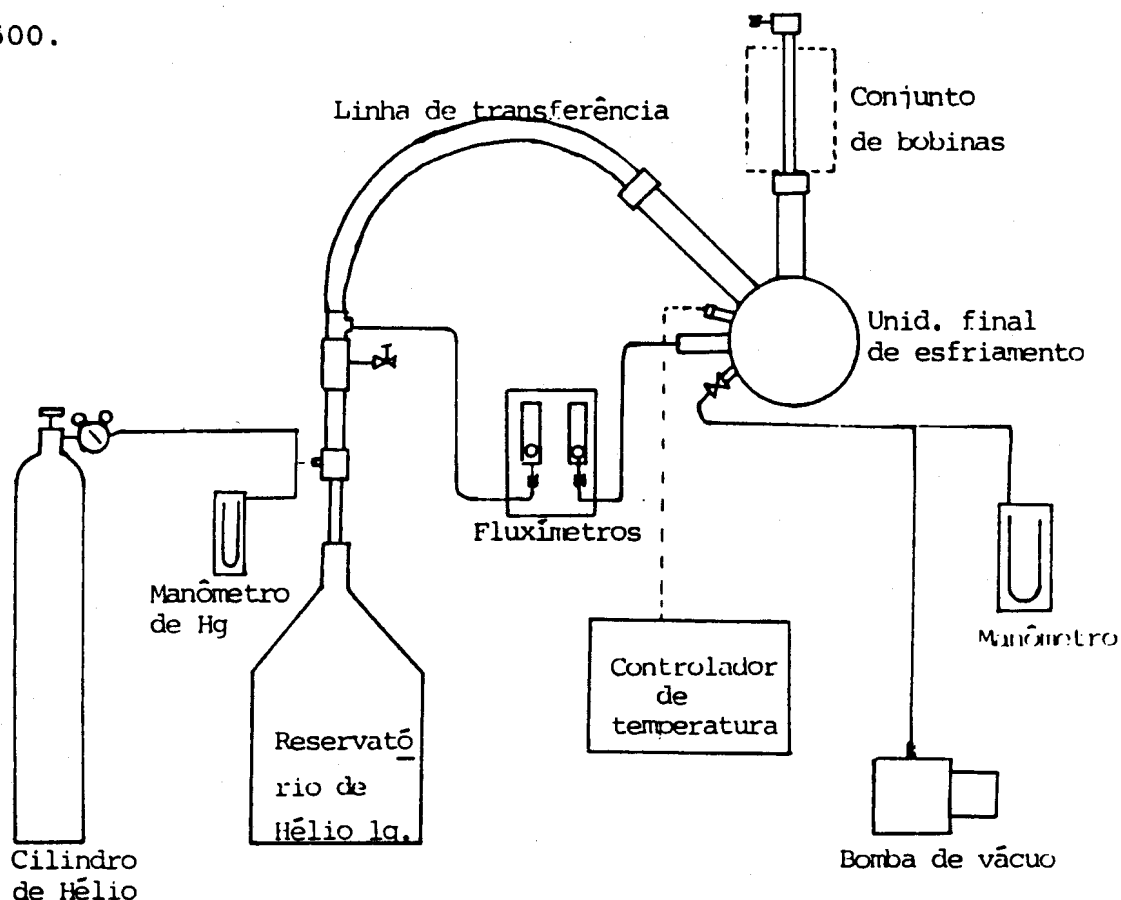 600.
Linha de transferência
Conjunto
de bobinas
Unid. final
de esfriamento
Fluxímetros
Manômetro
de Hg
Manômetro
Controlador
de
temperatura
Reservató
rio de
Hélio lq.
Cilindro
de Hélio
Bomba de vácuo